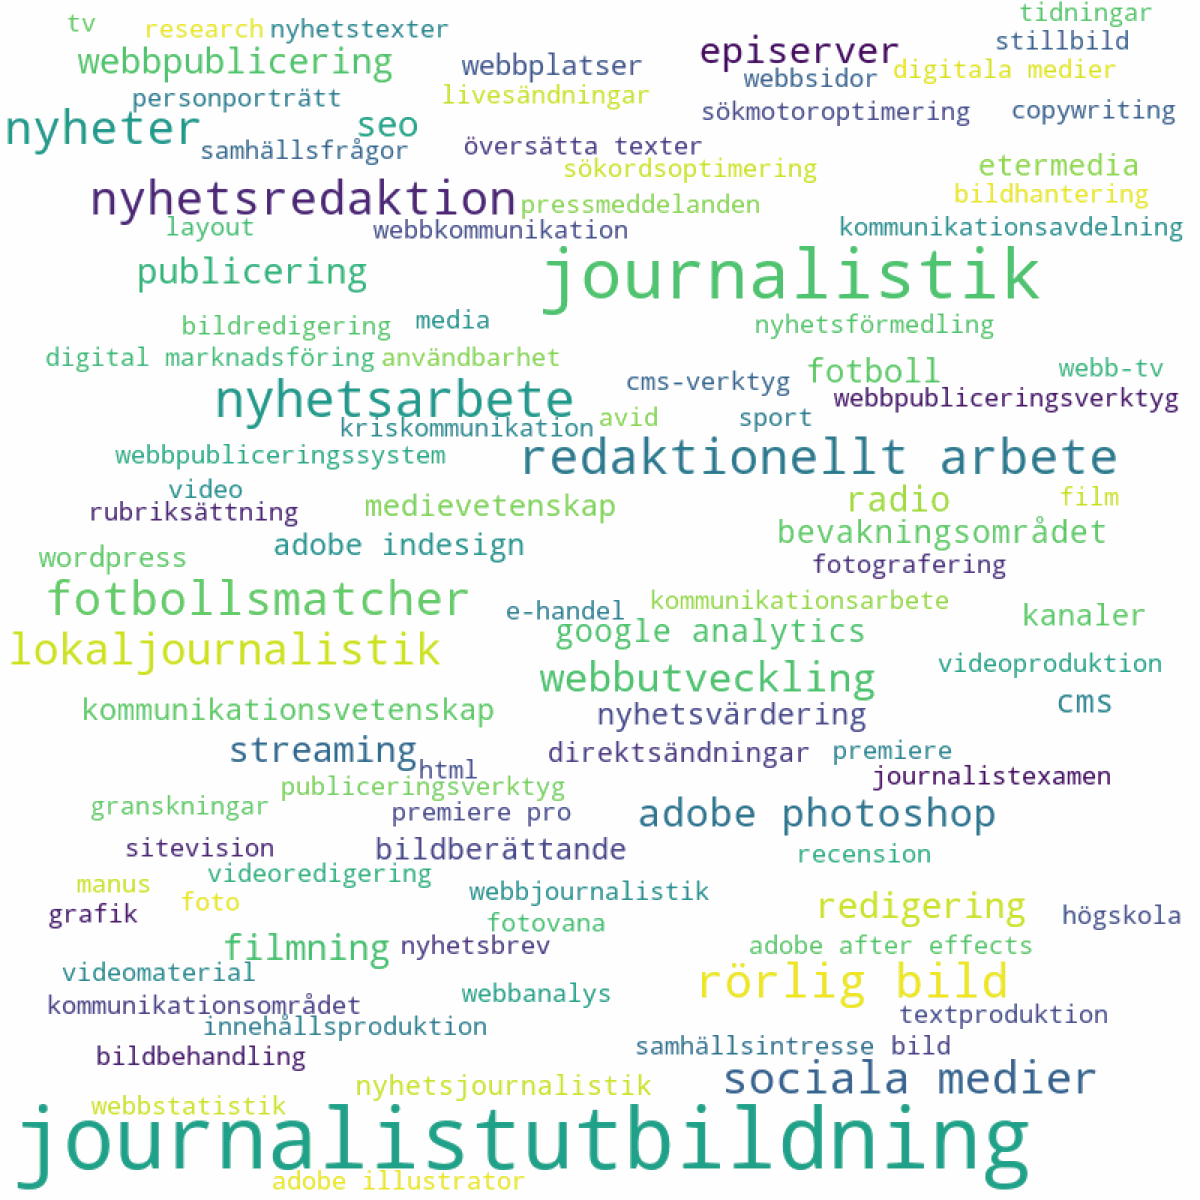 tv
research
nyhetstexter
tidningar
webbpublicering
episerver
stillbild
webbplatser
webbsidor
digitala medier
personporträtt
livesändningar
sökmotoroptimering
copywriting
nyheter
seo
samhällsfrågor
översätta texter
sökordsoptimering
etermedia
nyhetsredaktion
pressmeddelanden
bildhantering
layout
webbkommunikation
kommunikationsavdelning
publicering
journalistik
bildredigering
media
nyhetsförmedling
digital marknadsföring
användbarhet
fotboll
webb-tv
nyhetsarbete
cms-verktyg
webbpubliceringsverktyg
kriskommunikation
avid
sport
webbpubliceringssystem
redaktionellt arbete
video
rubriksättning
medievetenskap
radio
film
wordpress
adobe indesign
bevakningsområdet
fotografering
fotbollsmatcher
e-handel
kommunikationsarbete
kanaler
lokaljournalistik
google analytics
webbutveckling
videoproduktion
kommunikationsvetenskap
nyhetsvärdering
cms
streaming
html
direktsändningar
premiere
publiceringsverktyg
journalistexamen
granskningar
premiere pro
adobe photoshop
sitevision
bildberättande
recension
videoredigering
manus
foto
webbjournalistik
grafik
fotovana
redigering
högskola
filmning
nyhetsbrev
adobe after effects
videomaterial
rörlig bild
kommunikationsområdet
webbanalys
textproduktion
innehållsproduktion
bildbehandling
samhällsintresse
bild
nyhetsjournalistik
sociala medier
webbstatistik
journalistutbildning
adobe illustrator